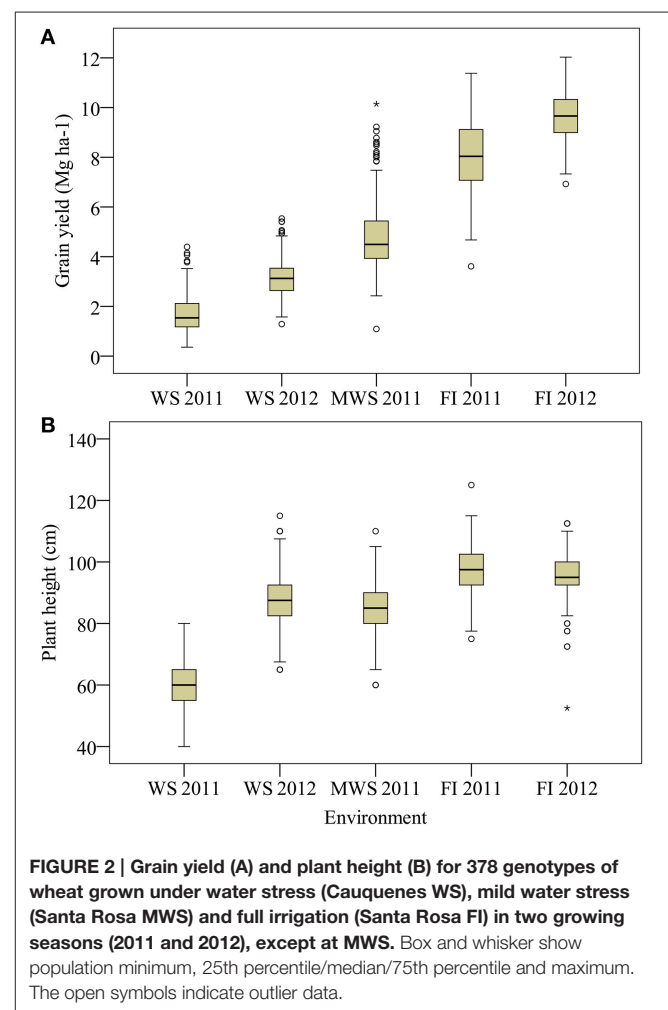 A
Grain yield (Mg ha-1)
12
10
8
6
4
2
0
WS 2011 WS 2012 MWS 2011 FI 2011 FI 2012
B
Plant height (cm)
140
120
100
80
60
40
WS 2011 WS 2012 MWS 2011 FI 2011 FI 2012
Environment
FIGURE 2 | Grain yield (A) and plant height (B) for 378 genotypes of
wheat grown under water stress (Cauquenes WS), mild water stress
(Santa Rosa MWS) and full irrigation (Santa Rosa FI) in two growing
seasons (2011 and 2012), except at MWS. Box and whisker show
population minimum, 25th percentile/median/75th percentile and maximum.
The open symbols indicate outlier data.